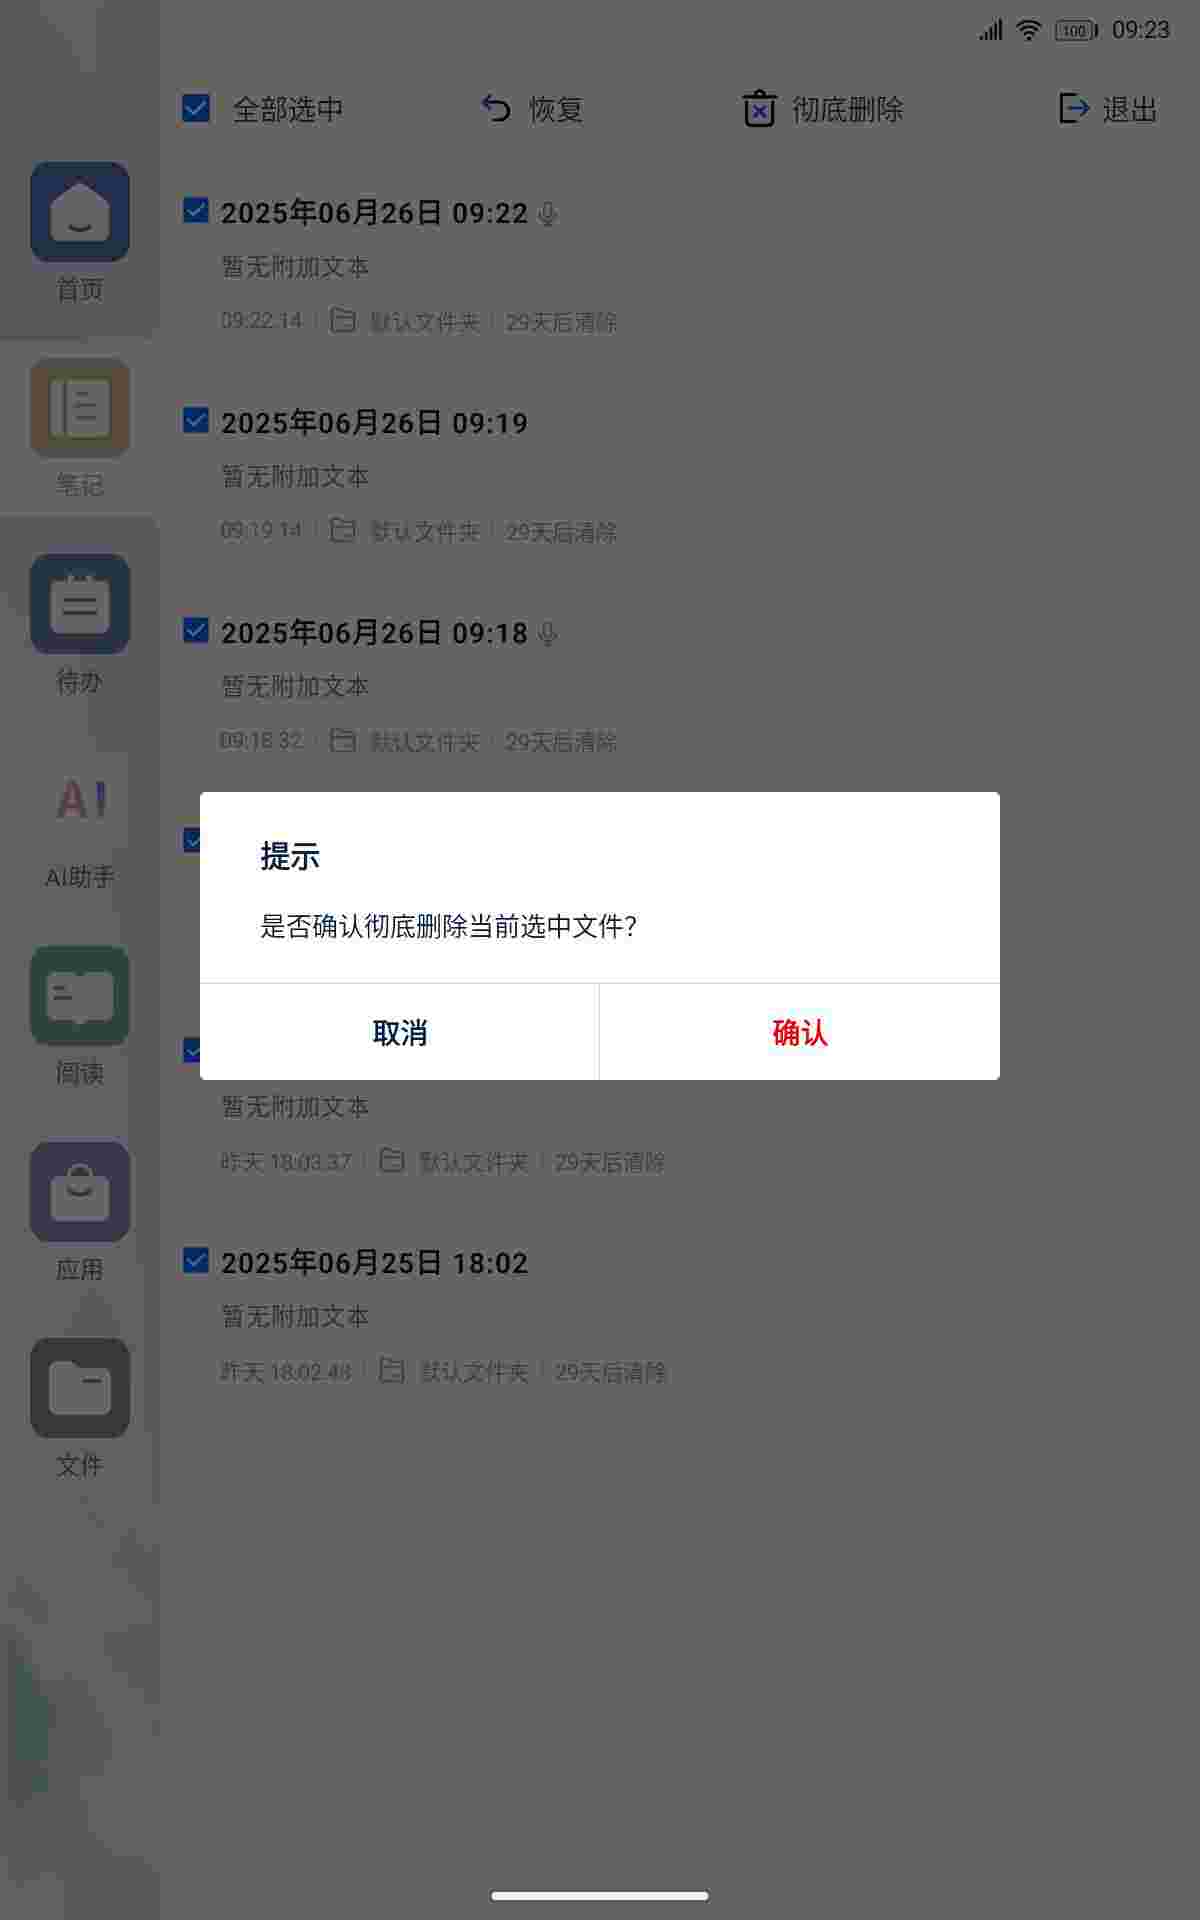 100 09:23
全部选中 恢复 彻底删除 退出
首页
笔记
待办
AI
AI助手
阅读
应用
文件
2025年06月26日 09:22
暂无附加文本
09:22:14 | 默认文件夹 | 29天后清除
2025年06月26日 09:19
暂无附加文本
09:19:14 | 默认文件夹 | 29天后清除
2025年06月26日 09:18
暂无附加文本
09:18:32 | 默认文件夹 | 29天后清除
提示
是否确认彻底删除当前选中文件?
取消 确认
暂无附加文本
昨天 18:03:37 | 默认文件夹 | 29天后清除
2025年06月25日 18:02
暂无附加文本
昨天 18:02:48 | 默认文件夹 | 29天后清除